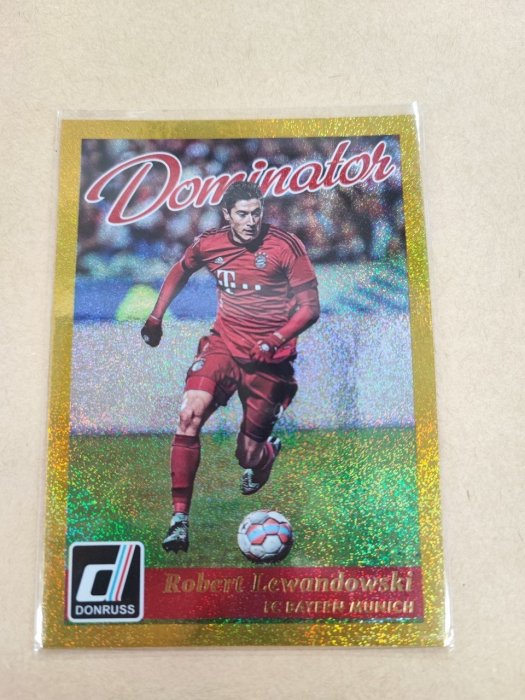 Dominator
T
Robert Lewandowski
FC BAYERN MUNICH
d
DONRUSS